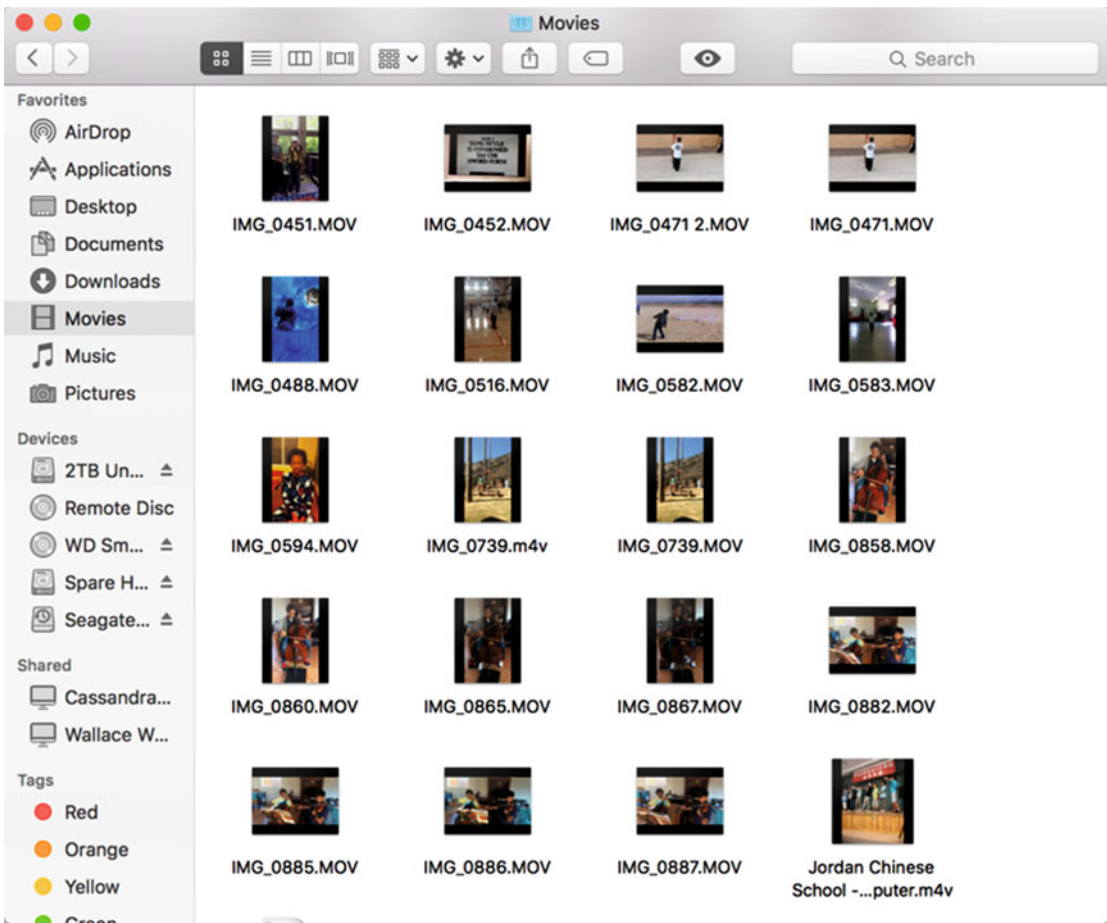 Movies
Search
Favorites
AirDrop
Applications
Desktop
Documents
Downloads
Movies
Music
Pictures
Devices
2TB Un...
Remote Disc
WD Sm...
Spare H...
Seagate...
Shared
Cassandra...
Wallace W...
Tags
Red
Orange
Yellow
Green
IMG_0451.MOV
IMG_0452.MOV
IMG_0471 2.MOV
IMG_0471.MOV
IMG_0488.MOV
IMG_0516.MOV
IMG_0582.MOV
IMG_0583.MOV
IMG_0594.MOV
IMG_0739.m4v
IMG_0739.MOV
IMG_0858.MOV
IMG_0860.MOV
IMG_0865.MOV
IMG_0867.MOV
IMG_0882.MOV
IMG_0885.MOV
IMG_0886.MOV
IMG_0887.MOV
Jordan Chinese
School -...puter.m4v